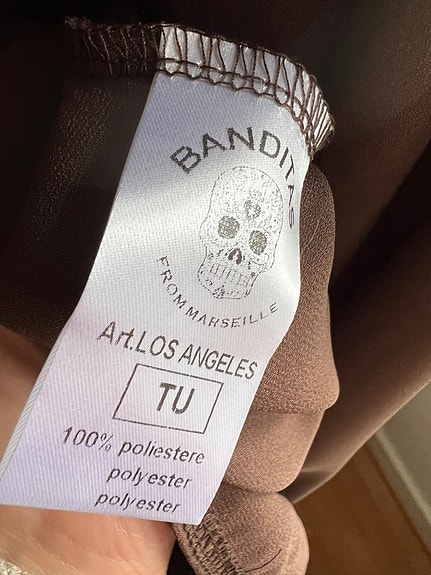 BANDITAS
FROM MARSEILLE
Art.LOS ANGELES
TU
100% poliestere
polyester
polyester